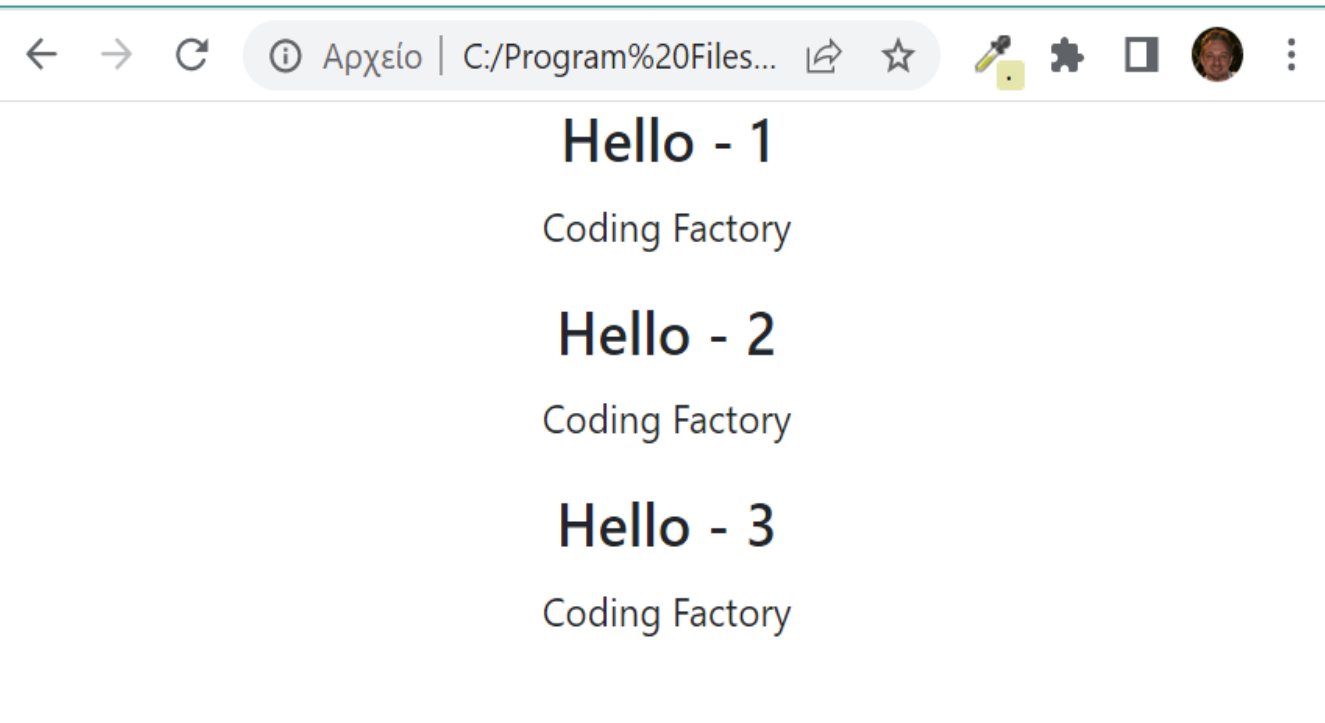 Αρχείο | C:/Program%20Files...
Hello - 1
Coding Factory
Hello - 2
Coding Factory
Hello - 3
Coding Factory